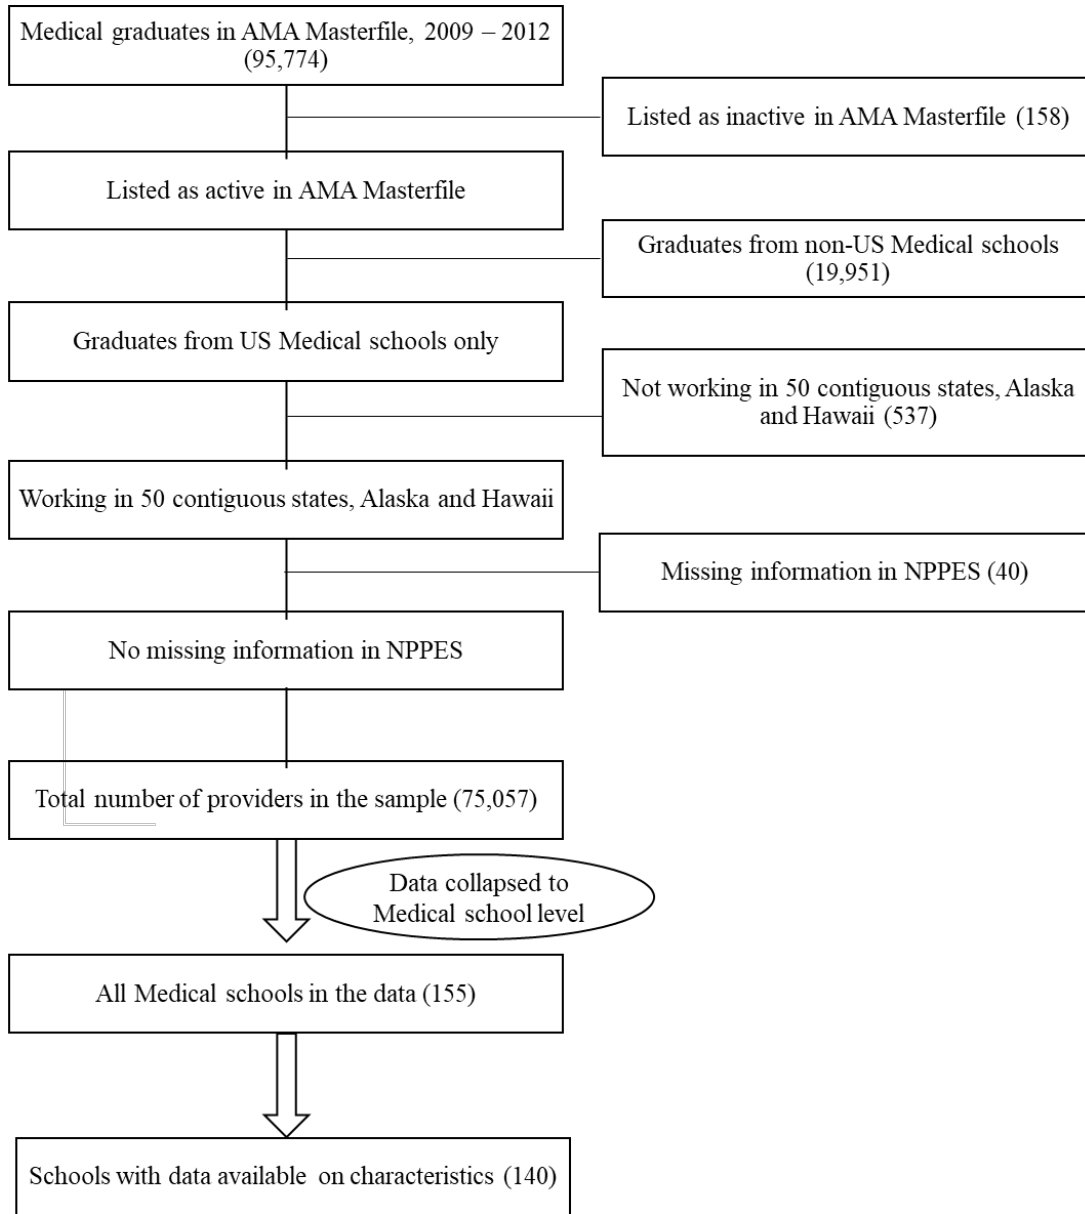 Medical graduates in AMA Masterfile, 2009 – 2012
(95,774)
Listed as inactive in AMA Masterfile (158)
Listed as active in AMA Masterfile
Graduates from non-US Medical schools
(19,951)
Graduates from US Medical schools only
Not working in 50 contiguous states, Alaska
and Hawaii (537)
Working in 50 contiguous states, Alaska and Hawaii
Missing information in NPPES (40)
No missing information in NPPES
Total number of providers in the sample (75,057)
Data collapsed to
Medical school level
All Medical schools in the data (155)
Schools with data available on characteristics (140)